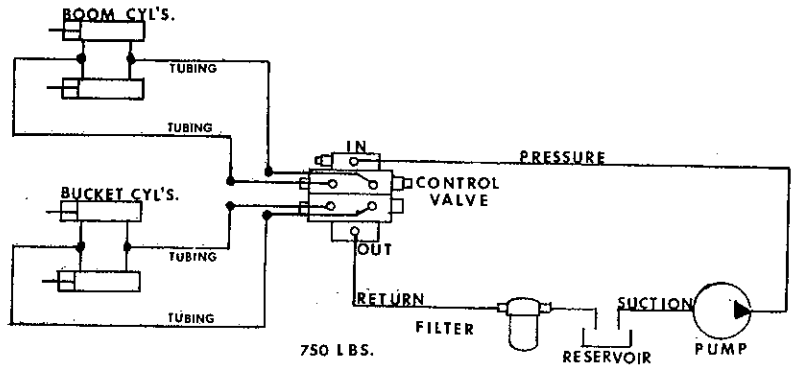 BOOM CYL'S.
TUBING
TUBING
IN
PRESSURE
CONTROL
VALVE
BUCKET CYL'S.
OUT
TUBING
RETURN
SUCTION
TUBING
FILTER
750 LBS.
RESERVOIR
PUMP